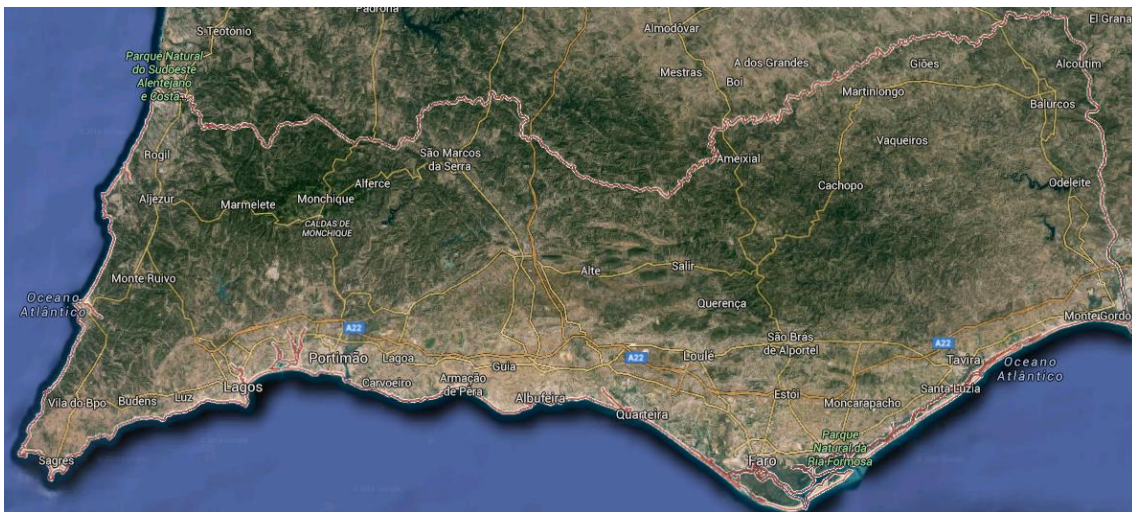 Padrona
S Teotónio
Almodôvar
El Grana
Parque Natural
do Sudoeste
Alentejano
e Costa...
Mestras
A dos Grandes
Boi
Giões
Alcoutim
Martinlongo
Balurcos
Rogil
São Marcos
da Serra
Vaqueiros
Ameixial
Alferce
Cachopo
Odeleite
Aljezur
Marmelete
Monchique
CALDAS DE
MONCHIQUE
Monte Ruivo
Alte
Salir
Oceano
Atlântico
Querença
Monte Gordo
A22
São Brás
de Alportel
A22
Portimão
Lagoa
Guia
A22
Loulé
Tavira
Oceano
Atlântico
Lagos
Carvoeiro
Armação
de Pêra
Albufeira
Santa Luzia
Vila do Bpo
Budens
Luz
Estói
Moncarapacho
Quarteira
Parque
Natural da
Ria Formosa
Sagres
Faro